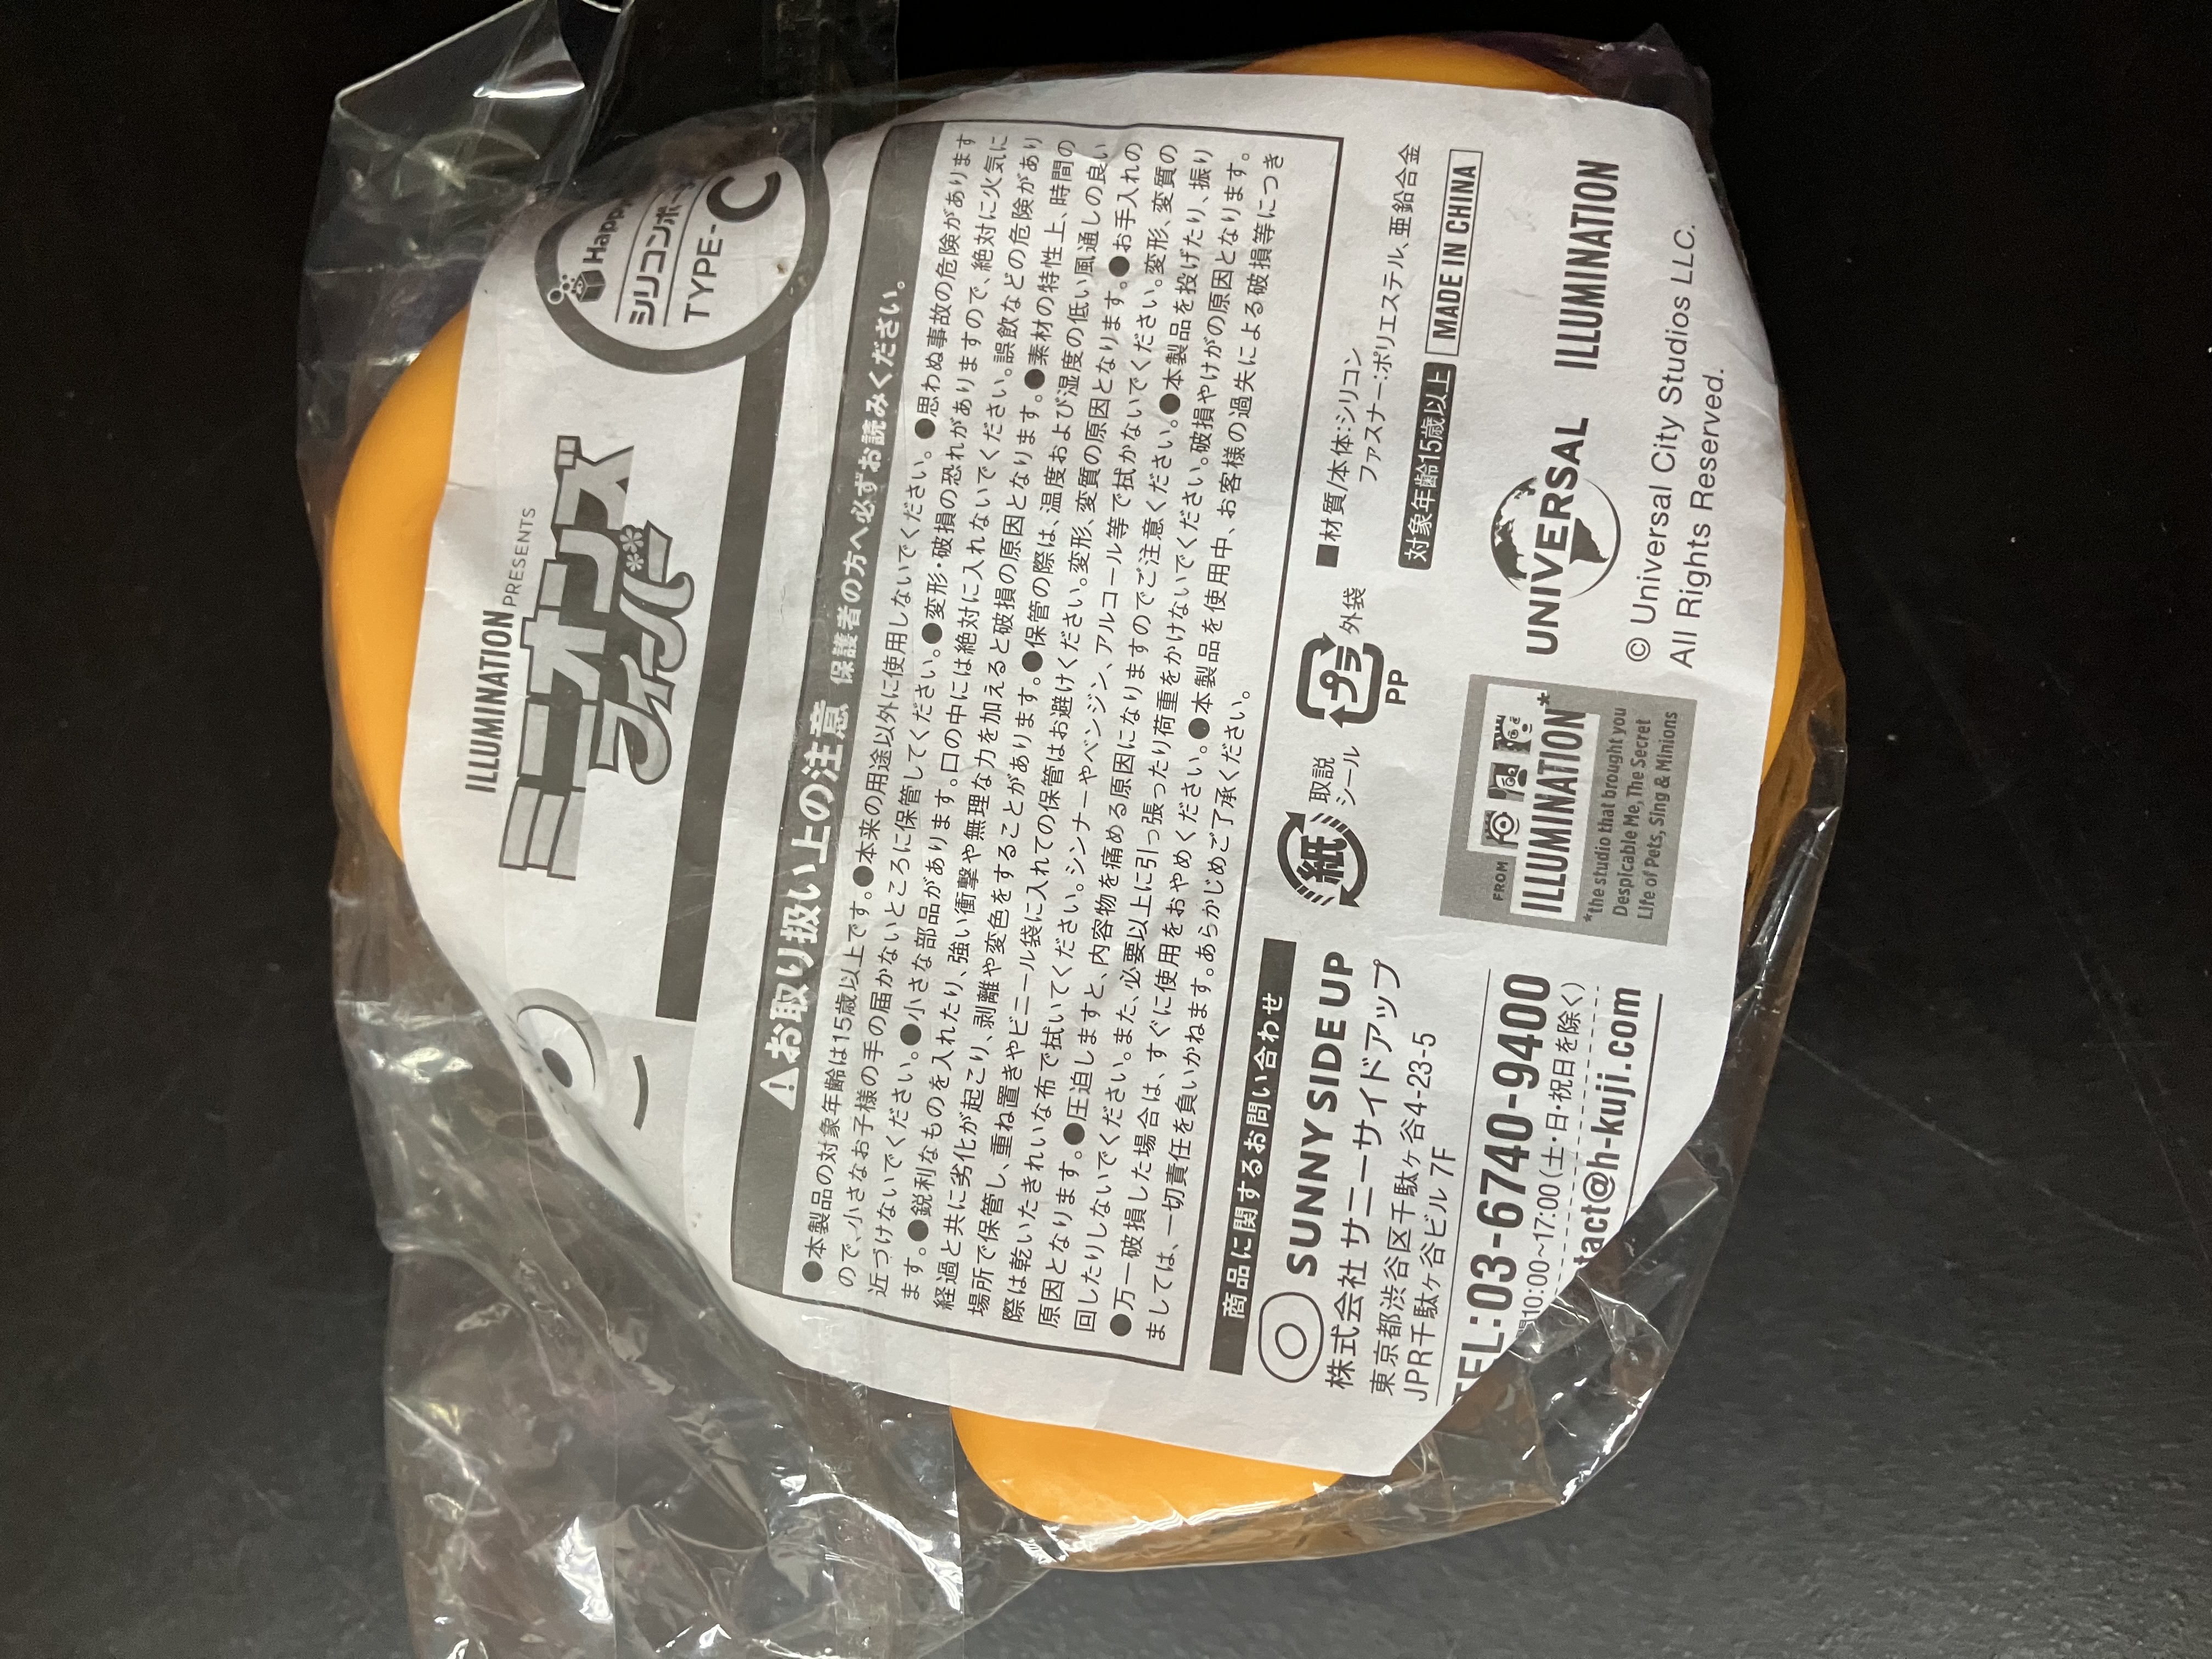 ILLUMINATION
PRESENTS
ミニオンズ
フィーバー
Happy
シリコンポー
TYPE-C
⚠お取り扱い上の注意 保護者の方へ必ずお読みください。
●本製品の対象年齢は15歳以上です。●本来の用途以外に使用しないでください。●思わぬ事故の危険があります
ので、小さなお子様の手の届かないところに保管してください。●変形・破損の恐れがありますので、絶対に火気に
近づけないでください。●小さな部品があります。口の中には絶対に入れないでください。誤飲などの危険があり
ます。●鋭利なものを入れたり、強い衝撃や無理な力を加えると破損の原因となります。●素材の特性上、時間の
経過と共に劣化が起こり、剥離や変色をすることがあります。●保管の際は、温度および湿度の低い風通しの良い
場所で保管し、重ね置きやビニール袋に入れての保管はお避けください。変形、変質の原因となります。●お手入れの
際は乾いたきれいな布で拭いてください。シンナーやベンジン、アルコール等で拭かないでください。変形、変質の
原因となります。●圧迫しますと、内容物を痛める原因になりますのでご注意ください。●本製品を投げたり、振り
回したりしないでください。また、必要以上に引っ張ったり荷重をかけないでください。破損やけがの原因となります。
●万一破損した場合は、すぐに使用をおやめください。●本製品を使用中、お客様の過失による破損等につき
ましては、一切責任を負いかねます。あらかじめご了承ください。
商品に関するお問い合わせ
SUNNY SIDE UP
株式会社サニーサイドアップ
東京都渋谷区千駄ヶ谷4-23-5
JPR千駄ヶ谷ビル 7F
TEL:03-6740-9400
10:00~17:00(土・日・祝日を除く)
tact@h-kuji.com
紙
取説
シール
プラ
PP
外袋
■材質/本体:シリコン
ファスナー:ポリエステル、亜鉛合金
対象年齢15歳以上
MADE IN CHINA
FROM
ILLUMINATION*
*the studio that brought you
Despicable Me, The Secret
Life of Pets, Sing & Minions
UNIVERSAL
ILLUMINATION
© Universal City Studios LLC.
All Rights Reserved.